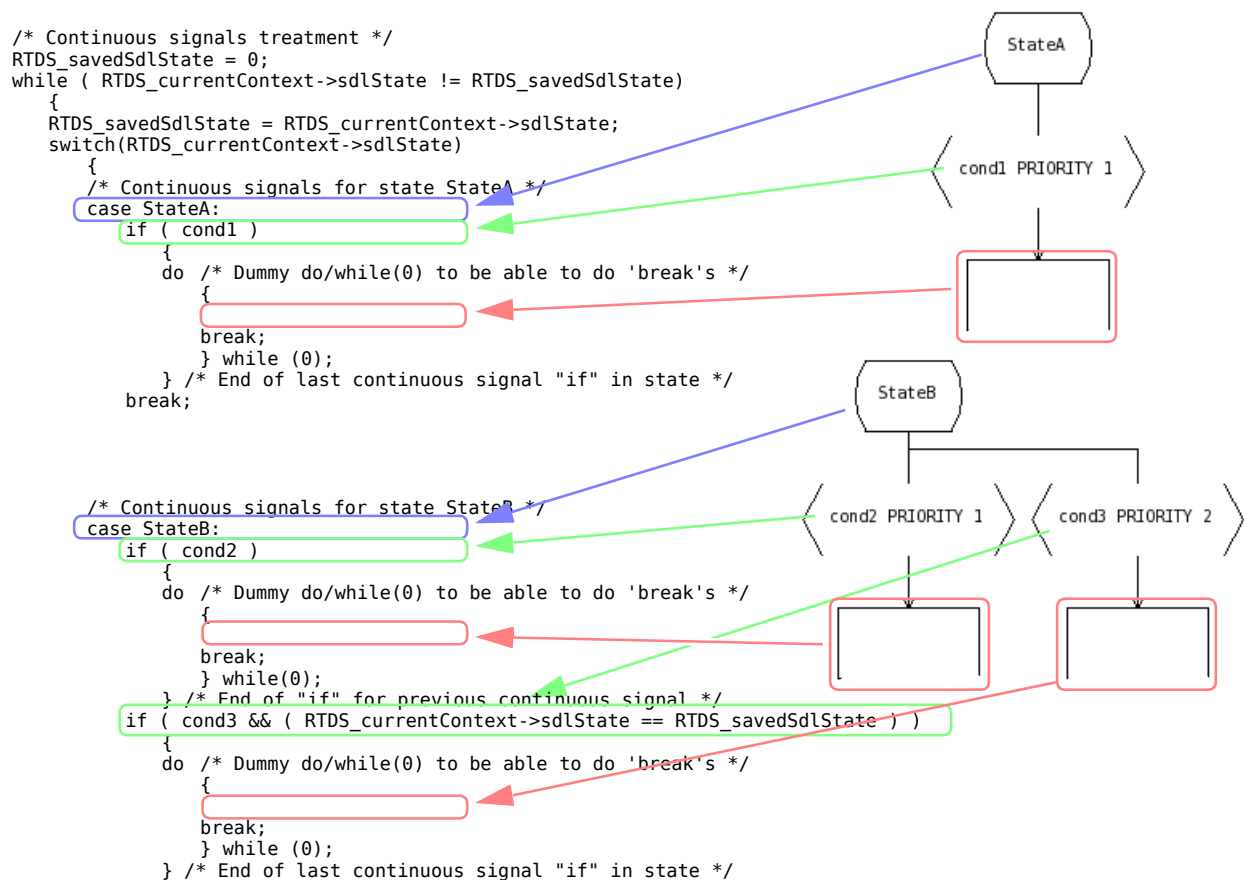 /* Continuous signals treatment */
RTDS_savedSdlState = 0;
while ( RTDS_currentContext->sdlState != RTDS_savedSdlState)
{
RTDS_savedSdlState = RTDS_currentContext->sdlState;
switch(RTDS_currentContext->sdlState)
{
/* Continuous signals for state StateA */
case StateA:
if ( cond1 )
{
do /* Dummy do/while(0) to be able to do 'break's */
{
break;
} while (0);
} /* End of last continuous signal "if" in state */
break;
/* Continuous signals for state StateB */
case StateB:
if ( cond2 )
{
do /* Dummy do/while(0) to be able to do 'break's */
{
break;
} while(0);
} /* End of "if" for previous continuous signal */
if ( cond3 && ( RTDS_currentContext->sdlState == RTDS_savedSdlState ) )
{
do /* Dummy do/while(0) to be able to do 'break's */
{
break;
} while (0);
} /* End of last continuous signal "if" in state */
StateA
cond1 PRIORITY 1
StateB
cond2 PRIORITY 1
cond3 PRIORITY 2